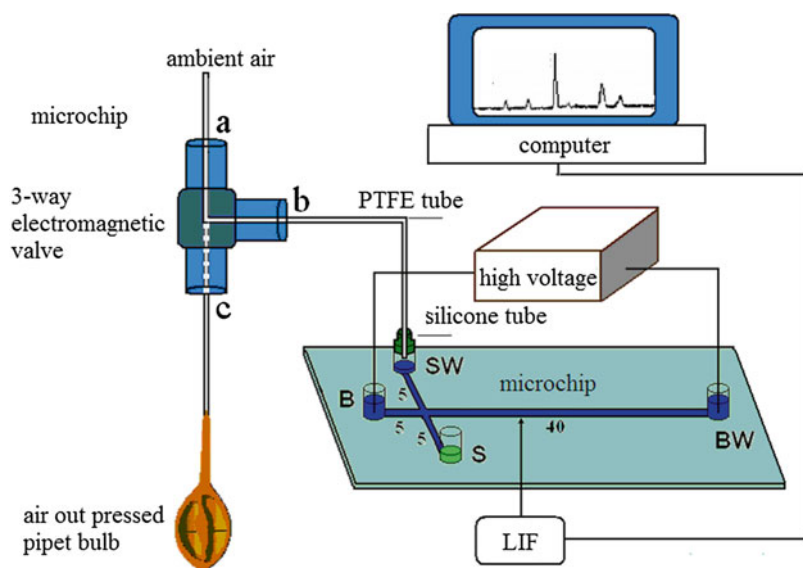 ambient air
microchip
a
3-way
electromagnetic
valve
b
PTFE tube
computer
high voltage
c
silicone tube
SW
microchip
B
5
5
5
40
BW
S
air out pressed
pipet bulb
LIF